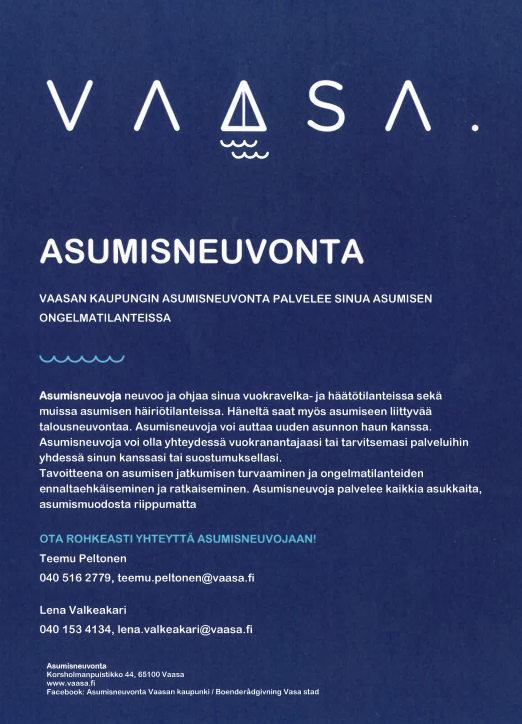 VAASA.
ASUMISNEUVONTA
VAASAN KAUPUNGIN ASUMISNEUVONTA PALVELEE SINUA ASUMISEN
ONGELMATILANTEISSA
Asumisneuvoja neuvoo ja ohjaa sinua vuokravelka- ja häätötilanteissa sekä
muissa asumisen häiriötilanteissa. Häneltä saat myös asumiseen liittyvää
talousneuvontaa. Asumisneuvoja voi auttaa uuden asunnon haun kanssa.
Asumisneuvoja voi olla yhteydessä vuokranantajaasi tai tarvitsemasi palveluihin
yhdessä sinun kanssasi tai suostumuksellasi.
Tavoitteena on asumisen jatkumisen turvaaminen ja ongelmatilanteiden
ennaltaehkäiseminen ja ratkaiseminen. Asumisneuvoja palvelee kaikkia asukkaita,
asumismuodosta riippumatta
OTA ROHKEASTI YHTEYTTÄ ASUMISNEUVOJAAN!
Teemu Peltonen
040 516 2779, teemu.peltonen@vaasa.fi
Lena Valkeakari
040 153 4134, lena.valkeakari@vaasa.fi
Asumisneuvonta
Korsholmanpuistikko 44, 65100 Vaasa
www.vaasa.fi
Facebook: Asumisneuvonta Vaasan kaupunki / Boenderådgivning Vasa stad